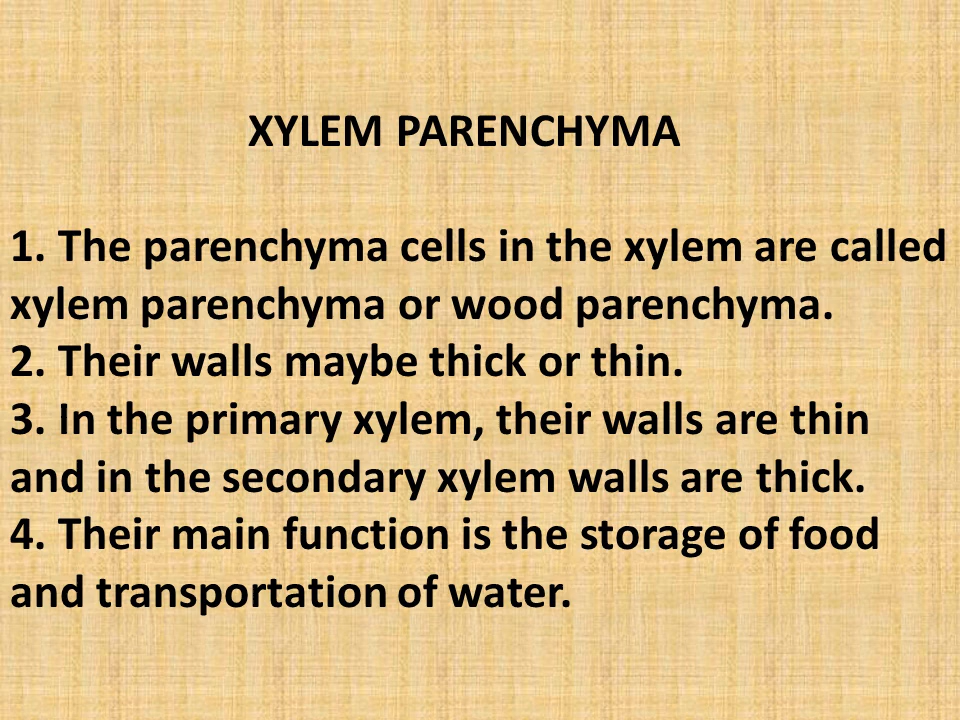 XYLEM PARENCHYMA
1. The parenchyma cells in the xylem are called
xylem parenchyma or wood parenchyma.
2. Their walls maybe thick or thin.
3. In the primary xylem, their walls are thin
and in the secondary xylem walls are thick.
4. Their main function is the storage of food
and transportation of water.